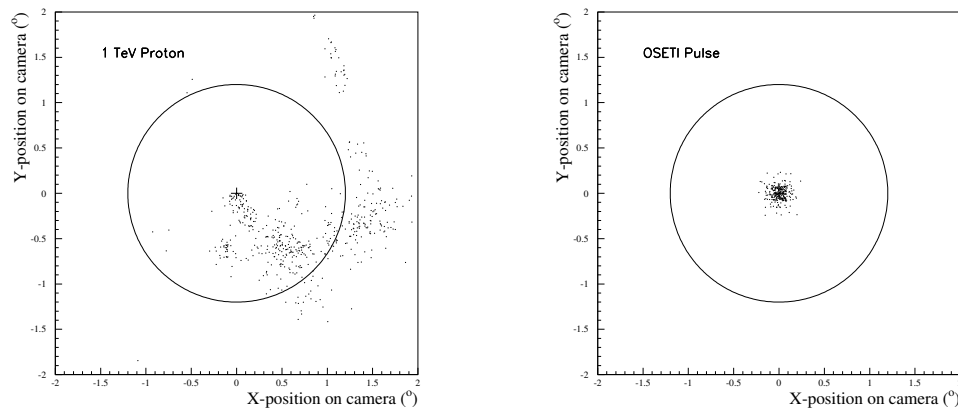 Y-position on camera (°)
2
1.5
1
0.5
0
-0.5
-1
-1.5
-2
1 TeV Proton
-2 -1.5 -1 -0.5 0 0.5 1 1.5 2
X-position on camera (°)
Y-position on camera (°)
2
1.5
1
0.5
0
-0.5
-1
-1.5
-2
OSETI Pulse
-2 -1.5 -1 -0.5 0 0.5 1 1.5 2
X-position on camera (°)